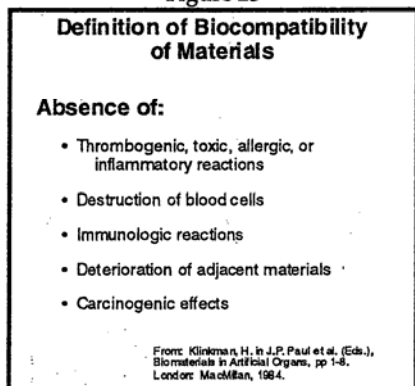 Definition of Biocompatibility
of Materials
Absence of:
• Thrombogenic, toxic, allergic, or
inflammatory reactions
• Destruction of blood cells
• Immunologic reactions
• Deterioration of adjacent materials
• Carcinogenic effects
From: Klinkman, H. in J.P. Paul et al. (Eds.),
Biomaterials in Artificial Organs, pp 1-8.
London: MacMillan, 1984.